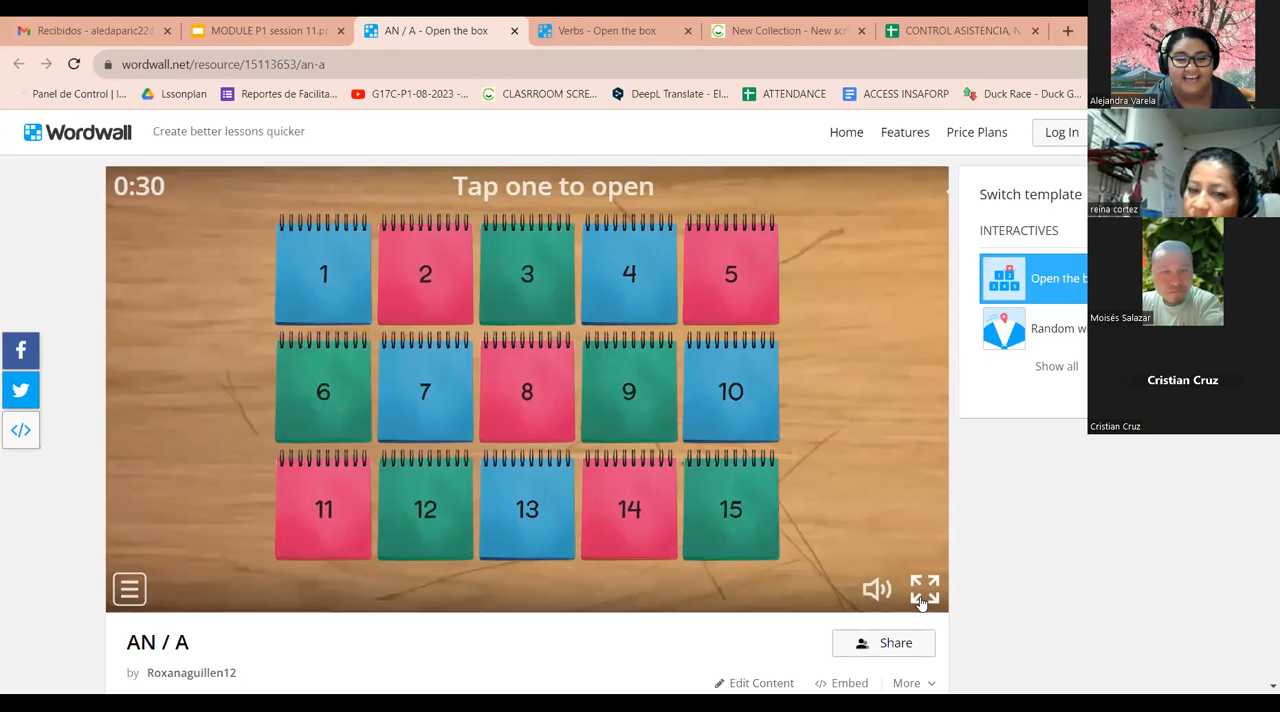 Recibidos - aledaparic22@
MODULE P1 session 11.pp
AN / A - Open the box
Verbs - Open the box
New Collection - New scr
CONTROL ASISTENCIA, N
wordwall.net/resource/15113653/an-a
Panel de Control | I...
Lssonplan
Reportes de Facilita...
G17C-P1-08-2023 -...
CLASRROOM SCRE...
DeepL Translate - El...
ATTENDANCE
ACCESS INSAFORP
Duck Race - Duck G...
Wordwall
Create better lessons quicker
Home
Features
Price Plans
Log In
0:30
Tap one to open
1 2 3 4 5
6 7 8 9 10
11 12 13 14 15
Switch template
INTERACTIVES
Open the b
Random w
Show all
AN / A
by Roxanaguillen12
Share
Edit Content
Embed
More
Alejandra Varela
reina cortez
Moisés Salazar
Cristian Cruz
Cristian Cruz